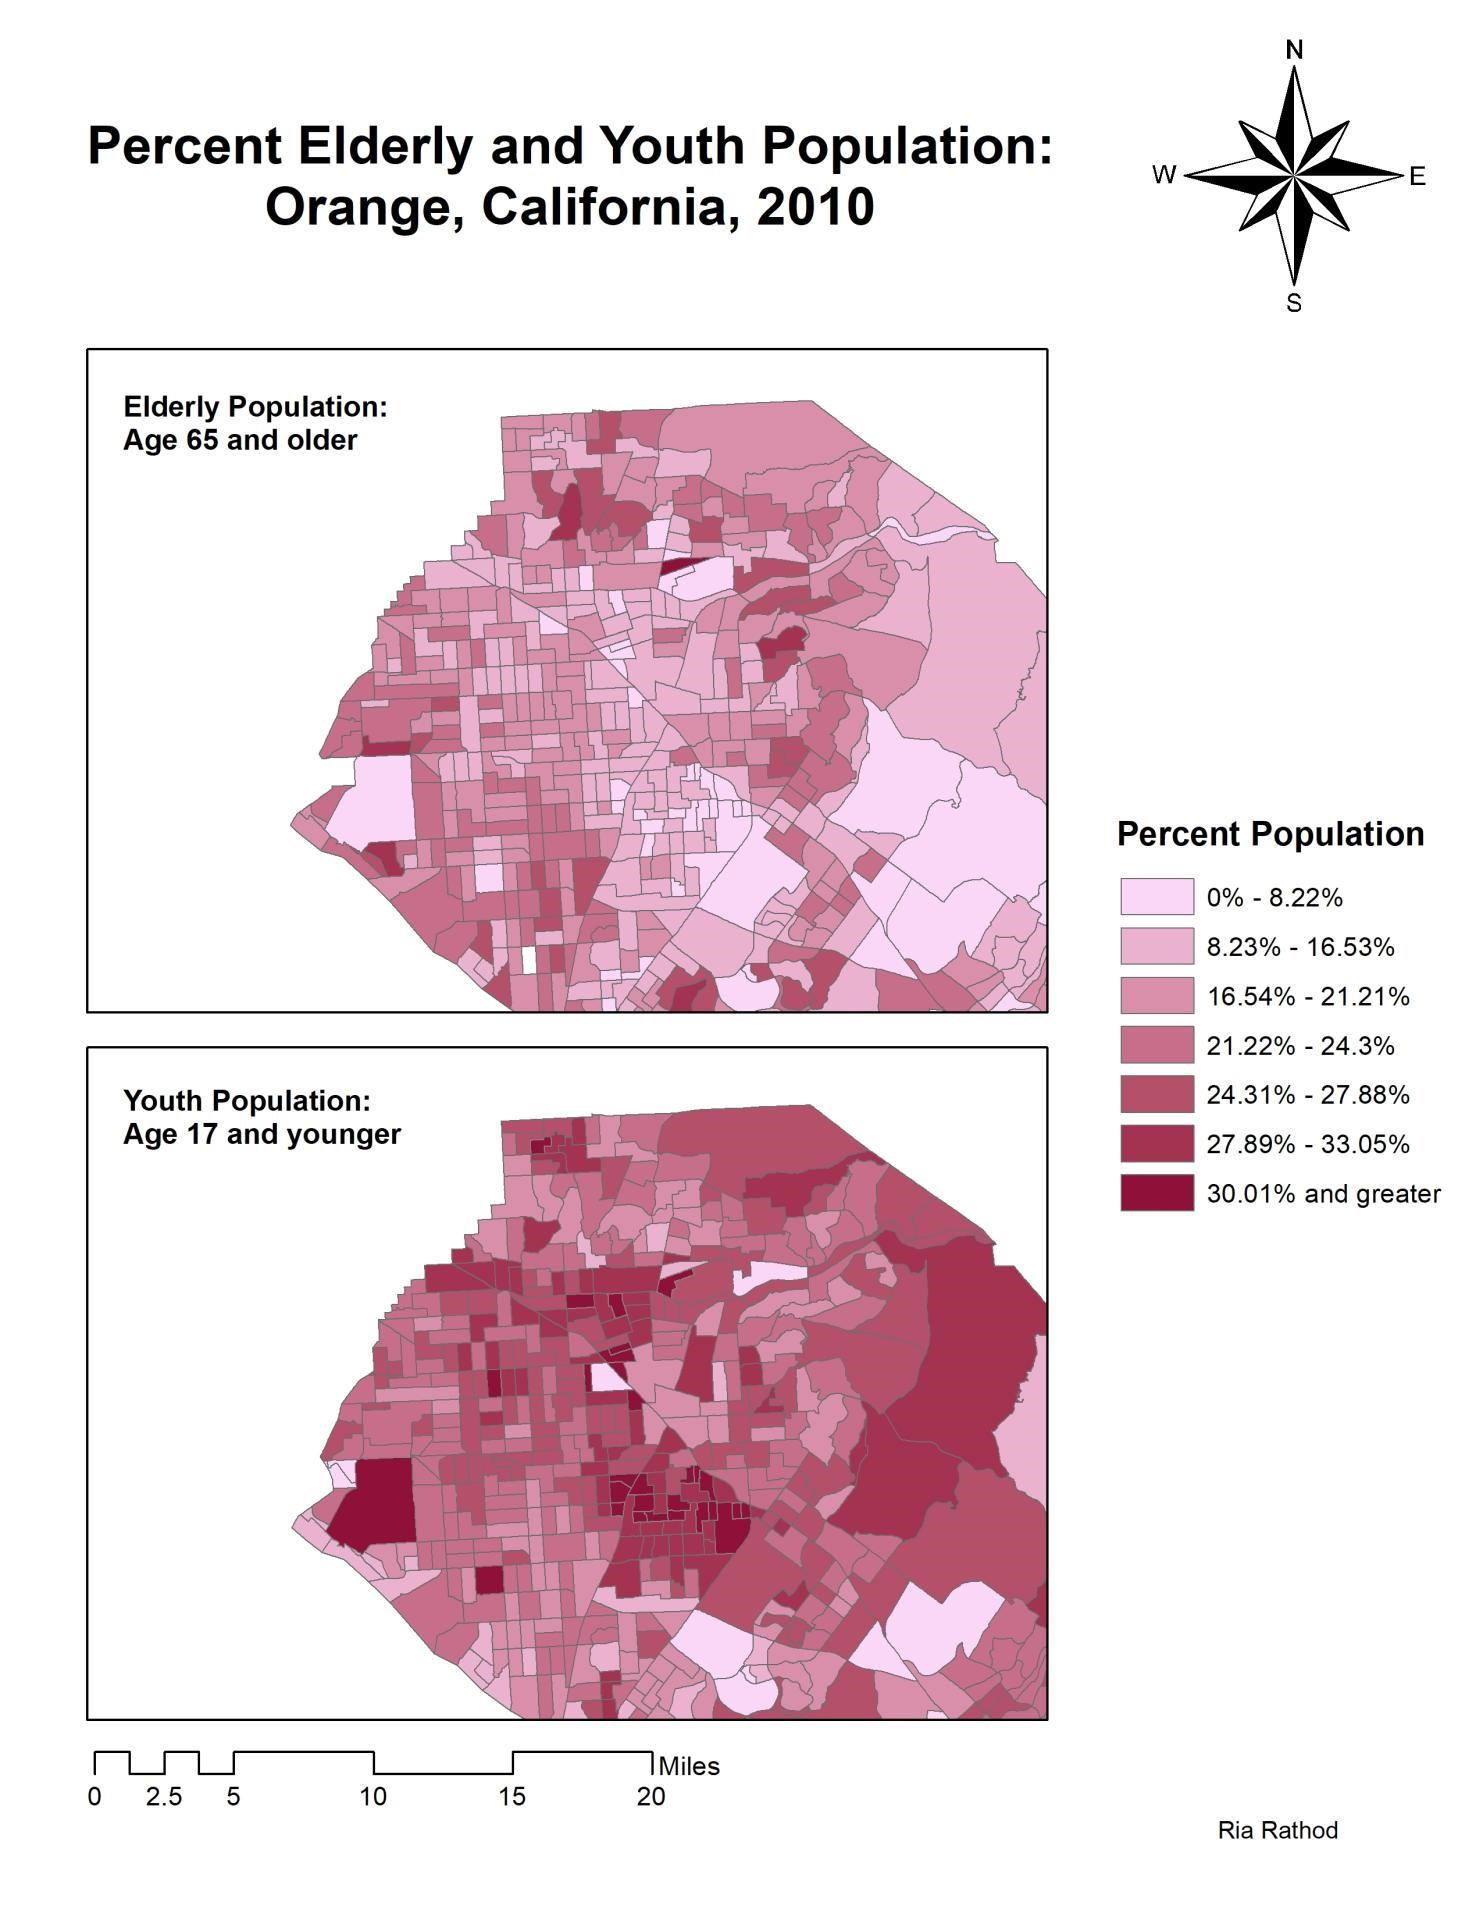 N
W
E
S
Percent Elderly and Youth Population:
Orange, California, 2010
Elderly Population:
Age 65 and older
Percent Population
0% - 8.22%
8.23% - 16.53%
16.54% - 21.21%
21.22% - 24.3%
24.31% - 27.88%
27.89% - 33.05%
30.01% and greater
Youth Population:
Age 17 and younger
Miles
0 2.5 5 10 15 20
Ria Rathod